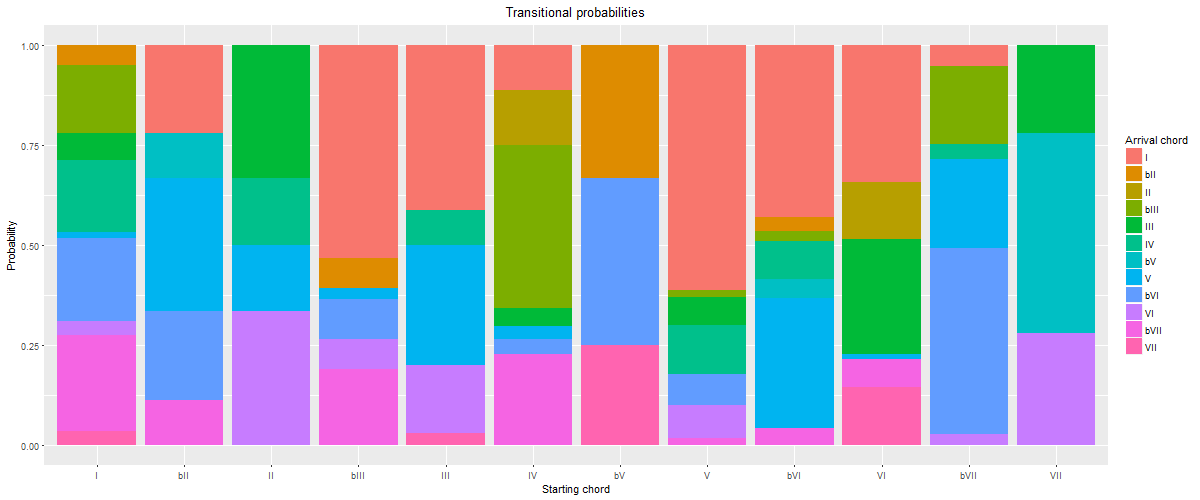 Transitional probabilities
1.00
0.75
0.50
0.25
0.00
Probability
I bII II bIII III IV bV V bVI VI bVII VII
Starting chord
Arrival chord
I
bII
II
bIII
III
IV
bV
V
bVI
VI
bVII
VII